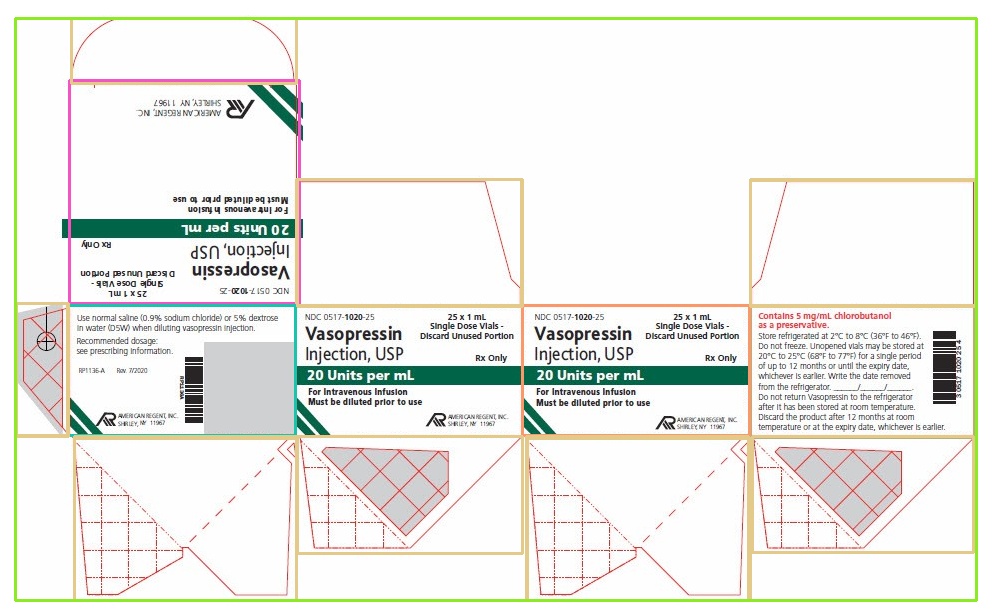 AMERICAN REGENT, INC.
SHIRLEY, NY 11967
For Intravenous Infusion
Must be diluted prior to use
20 Units per mL
Rx Only
Vasopressin
Injection, USP
NDC 0517-1020-25
25 x 1 mL
Single Dose Vials -
Discard Unused Portion
Use normal saline (0.9% sodium chloride) or 5% dextrose
in water (D5W) when diluting vasopressin injection.
Recommended dosage:
see prescribing information.
RP1136-A Rev. 7/2020
AMERICAN REGENT, INC.
SHIRLEY, NY 11967
NDC 0517-1020-25
25 x 1 mL
Single Dose Vials -
Discard Unused Portion
Vasopressin
Injection, USP
Rx Only
20 Units per mL
For Intravenous Infusion
Must be diluted prior to use
AMERICAN REGENT, INC.
SHIRLEY, NY 11967
NDC 0517-1020-25
25 x 1 mL
Single Dose Vials -
Discard Unused Portion
Vasopressin
Injection, USP
Rx Only
20 Units per mL
For Intravenous Infusion
Must be diluted prior to use
AMERICAN REGENT, INC.
SHIRLEY, NY 11967
Contains 5 mg/mL chlorobutanol
as a preservative.
Store refrigerated at 2°C to 8°C (36°F to 46°F).
Do not freeze. Unopened vials may be stored at
20°C to 25°C (68°F to 77°F) for a single period
of up to 12 months or until the expiry date,
whichever is earlier. Write the date removed
from the refrigerator. ______/______/______.
Do not return Vasopressin to the refrigerator
after it has been stored at room temperature.
Discard the product after 12 months at room
temperature or at the expiry date, whichever is earlier.
3 0517 1020 25 4